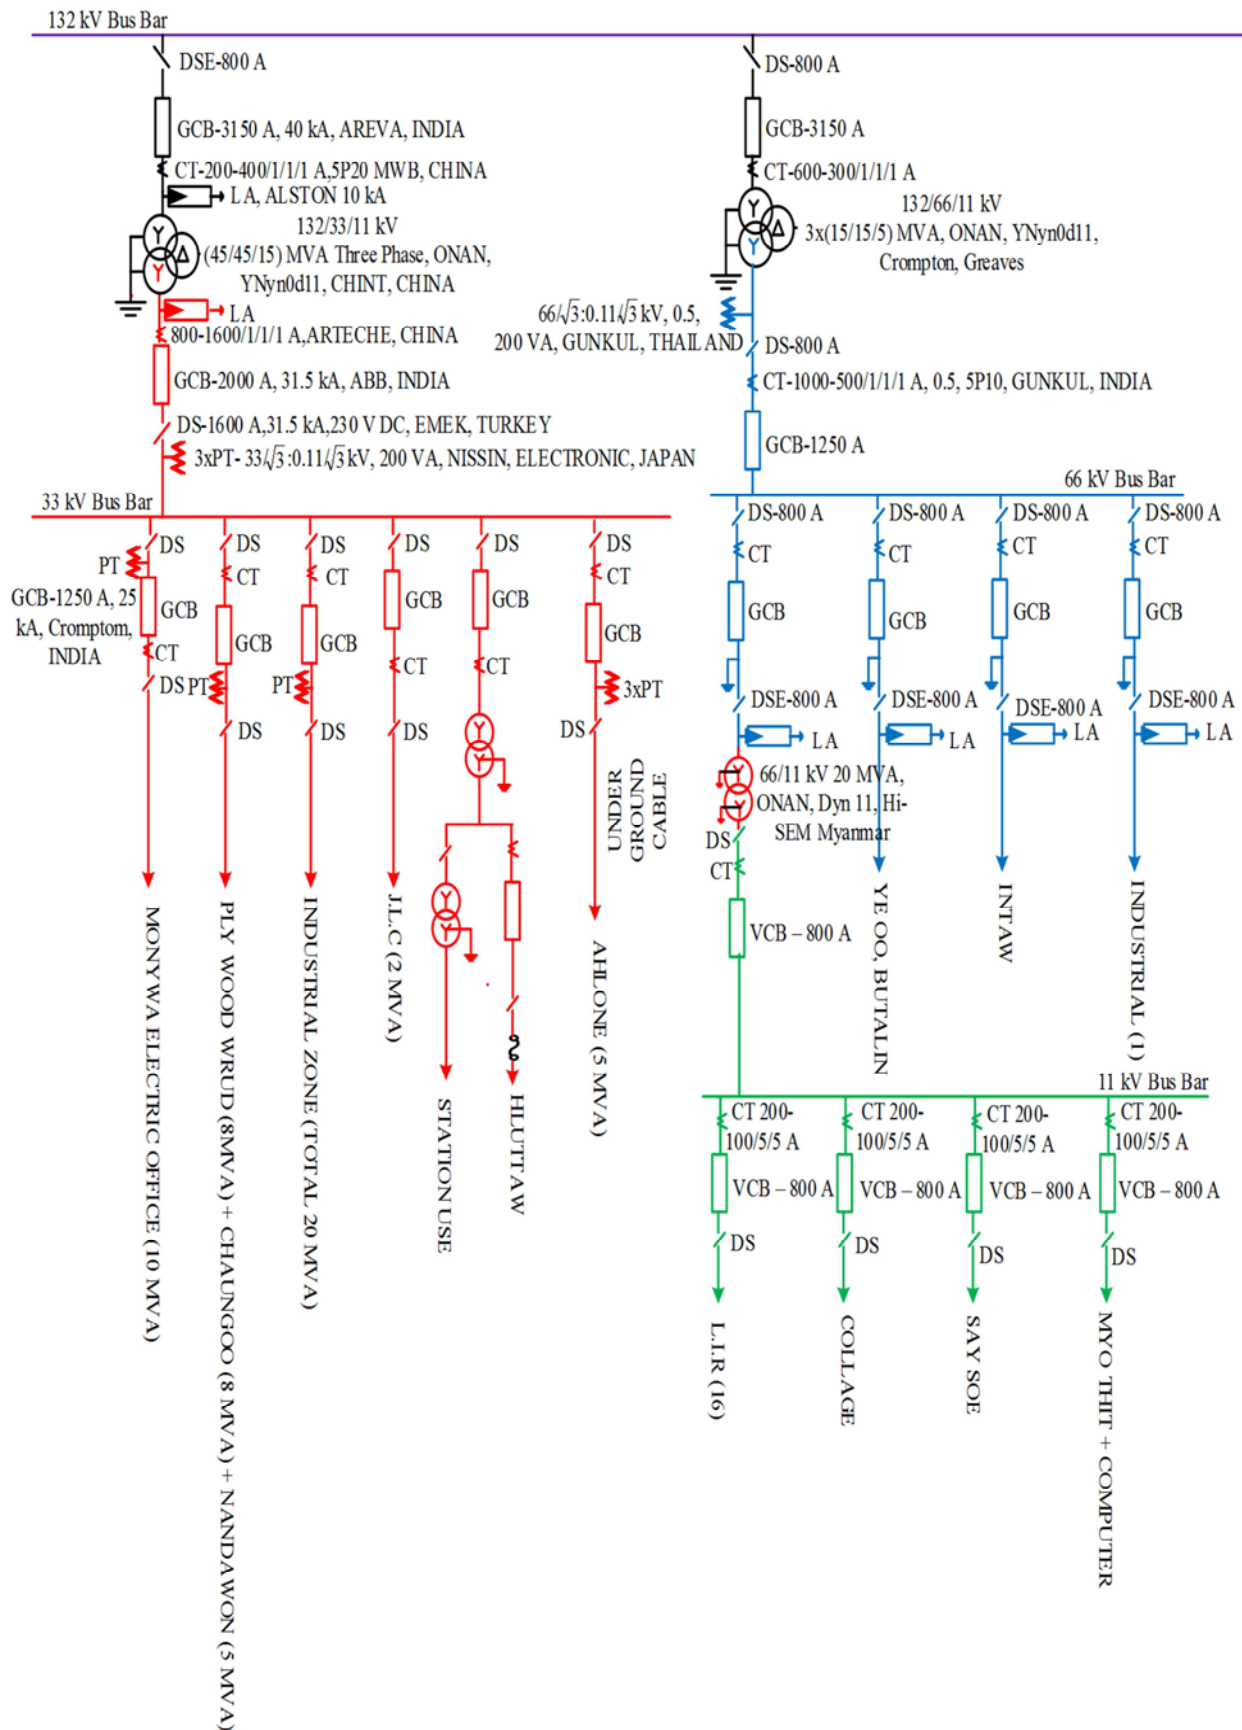 132 kV Bus Bar
DSE-800 A
GCB-3150 A, 40 kA, AREVA, INDIA
CT-200-400/1/1/1 A,5P20 MWB, CHINA
LA, ALSTON 10 kA
132/33/11 kV
(45/45/15) MVA Three Phase, ONAN,
YNyn0d11, CHINT, CHINA
Y
Δ
Y
LA
800-1600/1/1/1 A,ARTECHE, CHINA
GCB-2000 A, 31.5 kA, ABB, INDIA
DS-1600 A,31.5 kA,230 V DC, EMEK, TURKEY
3xPT- 33/√3:0.11/√3 kV, 200 VA, NISSIN, ELECTRONIC, JAPAN
33 kV Bus Bar
DS
PT
GCB-1250 A, 25
kA, Cromptom,
INDIA
GCB
CT
DS
MONYWA ELECTRIC OFFICE (10 MVA)
DS
CT
GCB
PT
DS
PLY WOOD WRUD (8MVA) + CHAUNGOO (8 MVA) + NANDAWON (5 MVA)
DS
CT
GCB
PT
DS
INDUSTRIAL ZONE (TOTAL 20 MVA)
DS
GCB
CT
DS
J.L.C (2 MVA)
DS
GCB
CT
Y
Y
Y
Y
STATION USE
HLUTTAW
DS
CT
GCB
3xPT
DS
UNDER
GROUND
CABLE
AHLONE (5 MVA)
DS-800 A
GCB-3150 A
CT-600-300/1/1/1 A
132/66/11 kV
3x(15/15/5) MVA, ONAN, YNyn0d11,
Crompton, Greaves
Y
Δ
Y
66/√3:0.11/√3 kV, 0.5,
200 VA, GUNKUL, THAILAND
DS-800 A
CT-1000-500/1/1/1 A, 0.5, 5P10, GUNKUL, INDIA
GCB-1250 A
66 kV Bus Bar
DS-800 A
CT
GCB
DSE-800 A
LA
66/11 kV 20 MVA,
ONAN, Dyn 11, Hi-
SEM Myanmar
Y
Y
DS
CT
VCB – 800 A
DS-800 A
CT
GCB
DSE-800 A
LA
YE OO, BUTALIN
DS-800 A
CT
GCB
DSE-800 A
LA
INTAW
DS-800 A
CT
GCB
DSE-800 A
LA
INDUSTRIAL (1)
11 kV Bus Bar
CT 200-
100/5/5 A
VCB – 800 A
DS
L.I.R (16)
CT 200-
100/5/5 A
VCB – 800 A
DS
COLLAGE
CT 200-
100/5/5 A
VCB – 800 A
DS
SAY SOE
CT 200-
100/5/5 A
VCB – 800 A
DS
MYO THIT + COMPUTER